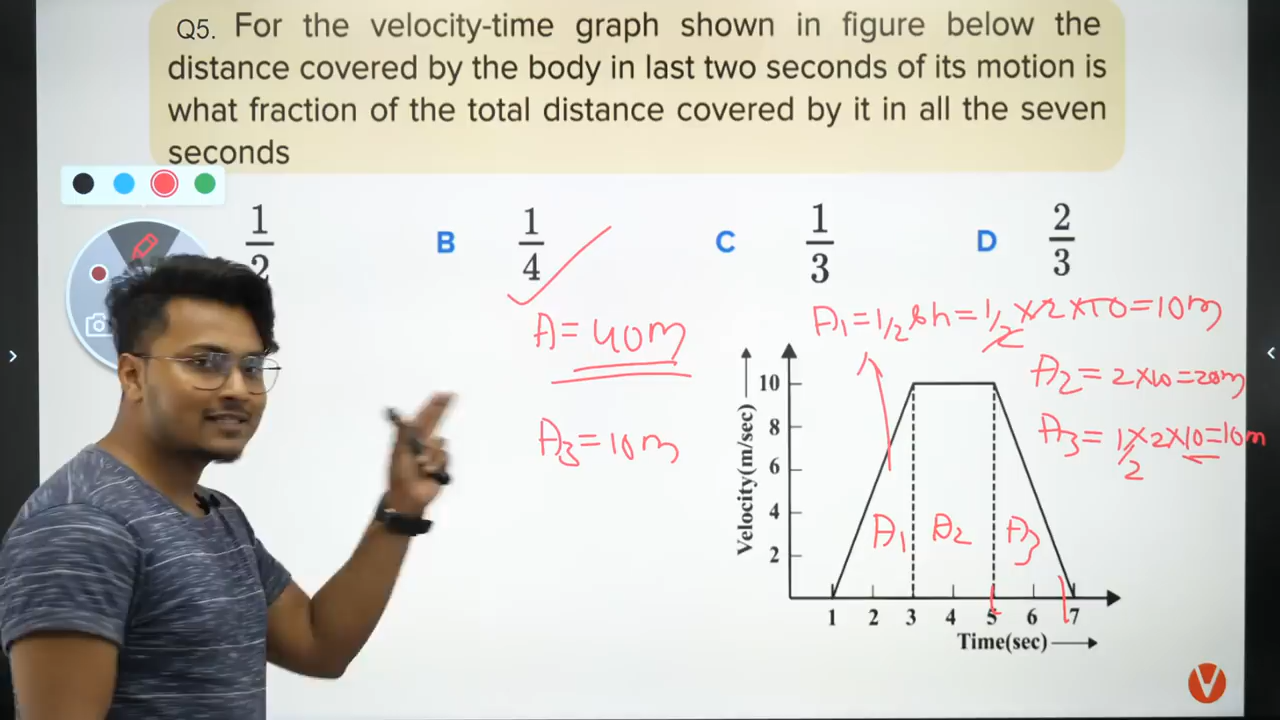 Q5. For the velocity-time graph shown in figure below the
distance covered by the body in last two seconds of its motion is
what fraction of the total distance covered by it in all the seven
seconds
1/2
B 1/4
C 1/3
D 2/3
A = 40m
A3 = 10m
A1 = 1/2 bh = 1/2 × 2 × 10 = 10m
A2 = 2 × 10 = 20m
A3 = 1/2 × 2 × 10 = 10m
Velocity(m/sec)
10
8
6
4
2
A1 A2 A3
1 2 3 4 5 6 7
Time(sec)
V